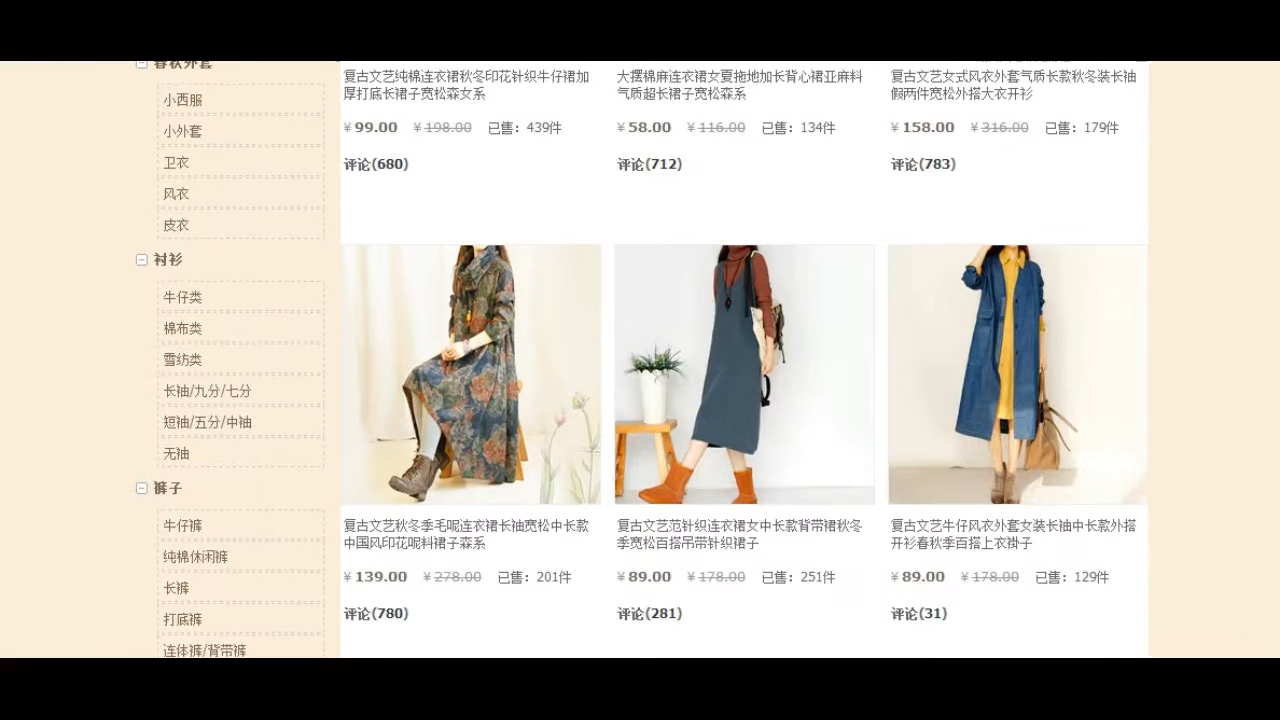 春秋外套
小西服
小外套
卫衣
风衣
皮衣
衬衫
牛仔类
棉布类
雪纺类
长袖/九分/七分
短袖/五分/中袖
无袖
裤子
牛仔裤
纯棉休闲裤
长裤
打底裤
连体裤/背带裤
复古文艺纯棉连衣裙秋冬印花针织牛仔裙加
厚打底长裙子宽松森女系
¥ 99.00 ¥ 198.00 已售：439件
评论(680)
大摆棉麻连衣裙女夏拖地加长背心裙亚麻料
气质超长裙子宽松森系
¥ 58.00 ¥ 116.00 已售：134件
评论(712)
复古文艺女式风衣外套气质长款秋冬装长袖
假两件宽松外搭大衣开衫
¥ 158.00 ¥ 316.00 已售：179件
评论(783)
复古文艺秋冬季毛呢连衣裙长袖宽松中长款
中国风印花呢料裙子森系
¥ 139.00 ¥ 278.00 已售：201件
评论(780)
复古文艺范针织连衣裙女中长款背带裙秋冬
季宽松百搭吊带针织裙子
¥ 89.00 ¥ 178.00 已售：251件
评论(281)
复古文艺牛仔风衣外套女装长袖中长款外搭
开衫春秋季百搭上衣褂子
¥ 89.00 ¥ 178.00 已售：129件
评论(31)